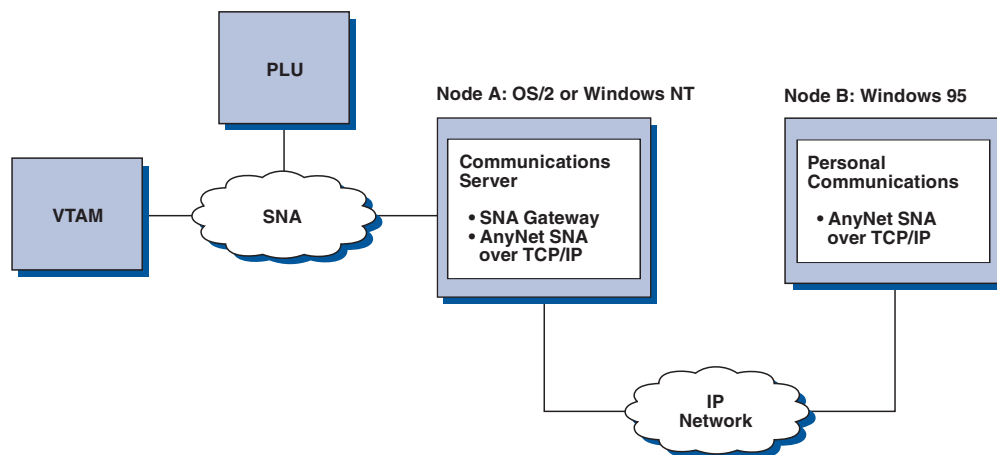 PLU
Node A: OS/2 or Windows NT
Node B: Windows 95
VTAM
SNA
Communications
Server
• SNA Gateway
• AnyNet SNA
over TCP/IP
Personal
Communications
• AnyNet SNA
over TCP/IP
IP
Network